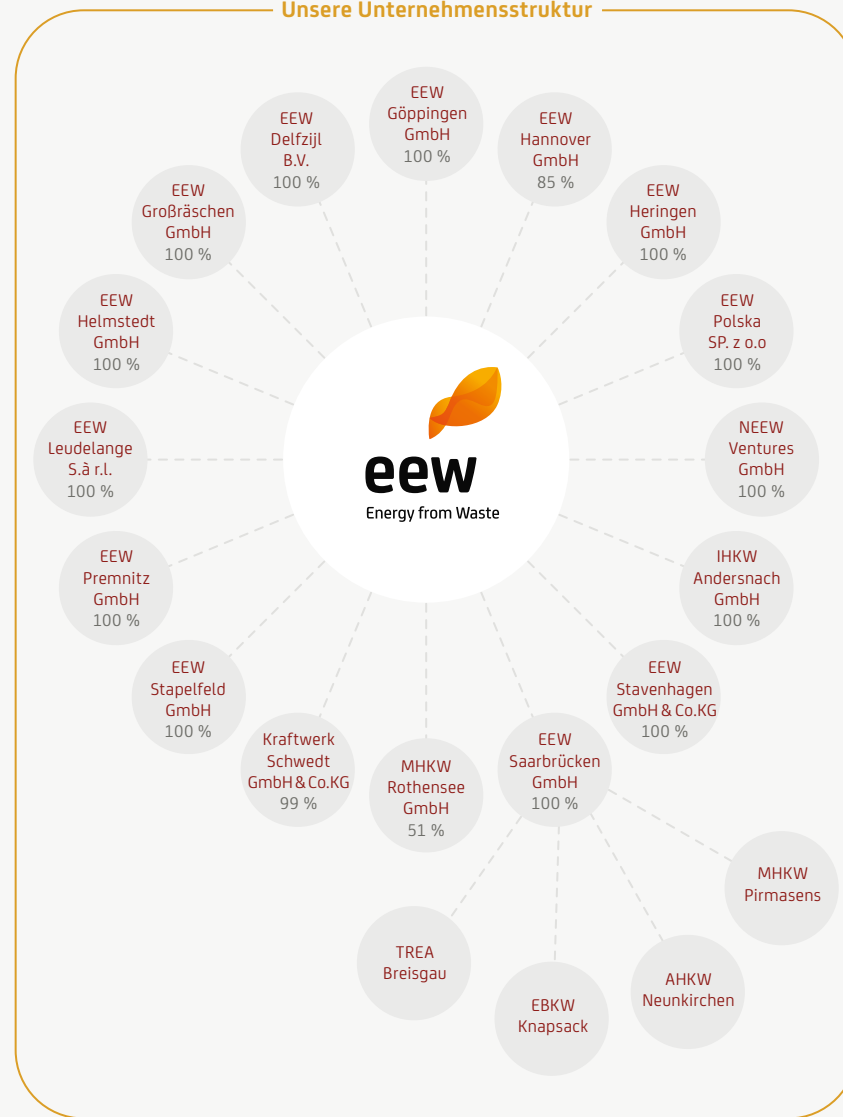 Unsere Unternehmensstruktur
EEW
Göppingen
GmbH
100 %
EEW
Hannover
GmbH
85 %
EEW
Heringen
GmbH
100 %
EEW
Polska
SP. z o.o
100 %
NEEW
Ventures
GmbH
100 %
IHKW
Andersnach
GmbH
100 %
EEW
Stavenhagen
GmbH & Co.KG
100 %
EEW
Saarbrücken
GmbH
100 %
MHKW
Pirmasens
AHKW
Neunkirchen
EBKW
Knapsack
TREA
Breisgau
MHKW
Rothensee
GmbH
51 %
Kraftwerk
Schwedt
GmbH & Co.KG
99 %
EEW
Stapelfeld
GmbH
100 %
EEW
Premnitz
GmbH
100 %
EEW
Leudelange
S.à r.l.
100 %
EEW
Helmstedt
GmbH
100 %
EEW
Großräschen
GmbH
100 %
EEW
Delfzijl
B.V.
100 %
eew
Energy from Waste